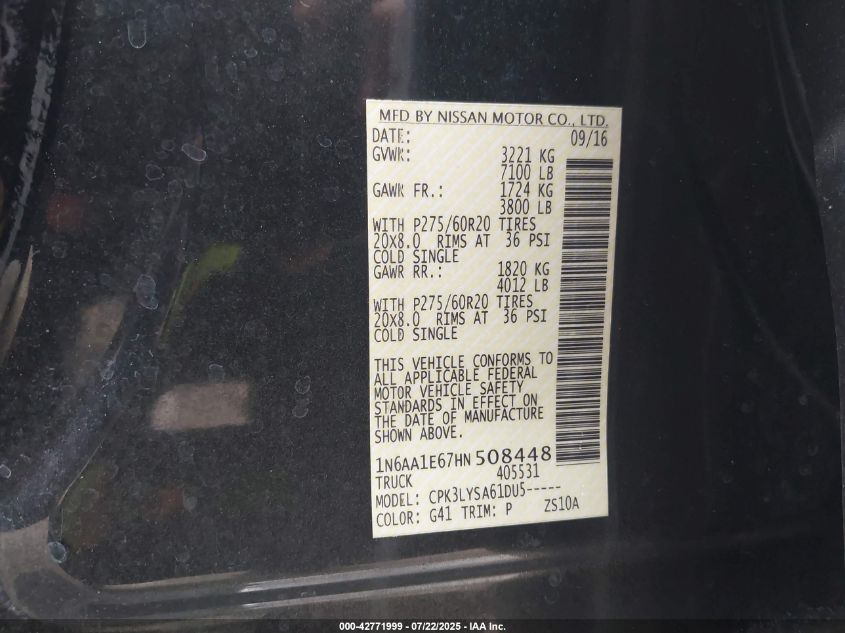 MFD BY NISSAN MOTOR CO., LTD.
DATE: 09/16
GVWR: 3221 KG
7100 LB
GAWR FR.: 1724 KG
3800 LB
WITH P275/60R20 TIRES
20X8.0 RIMS AT 36 PSI
COLD SINGLE
GAWR RR.: 1820 KG
4012 LB
WITH P275/60R20 TIRES
20X8.0 RIMS AT 36 PSI
COLD SINGLE
THIS VEHICLE CONFORMS TO
ALL APPLICABLE FEDERAL
MOTOR VEHICLE SAFETY
STANDARDS IN EFFECT ON
THE DATE OF MANUFACTURE
SHOWN ABOVE.
1N6AA1E67HN508448
TRUCK 405531
MODEL: CPK3LYSA61DU5-----
COLOR: G41 TRIM: P ZS10A
000-42771999 - 07/22/2025 - IAA Inc.